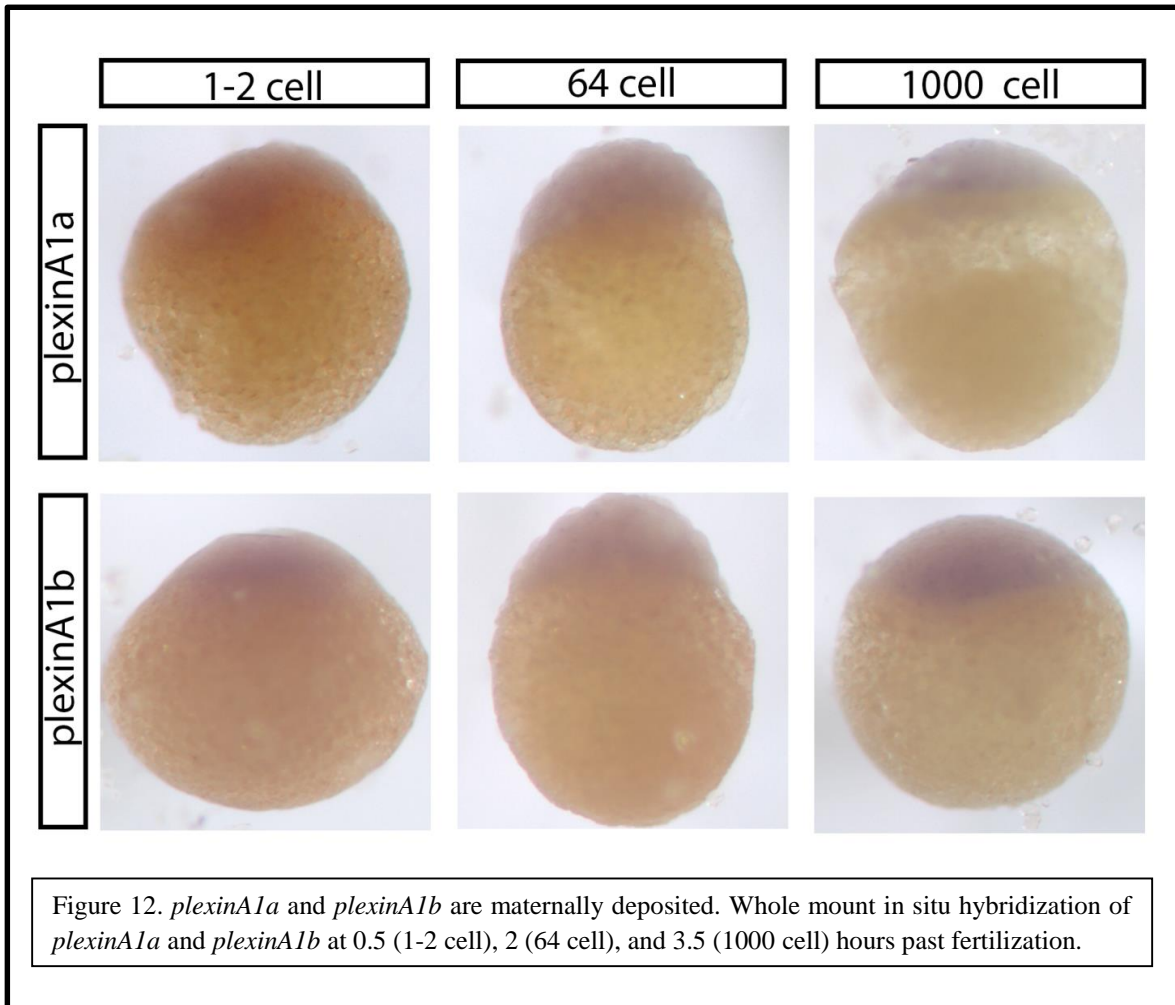 1-2 cell
64 cell
1000 cell
plexinA1a
plexinA1b
Figure 12. plexinA1a and plexinA1b are maternally deposited. Whole mount in situ hybridization of
plexinA1a and plexinA1b at 0.5 (1-2 cell), 2 (64 cell), and 3.5 (1000 cell) hours past fertilization.